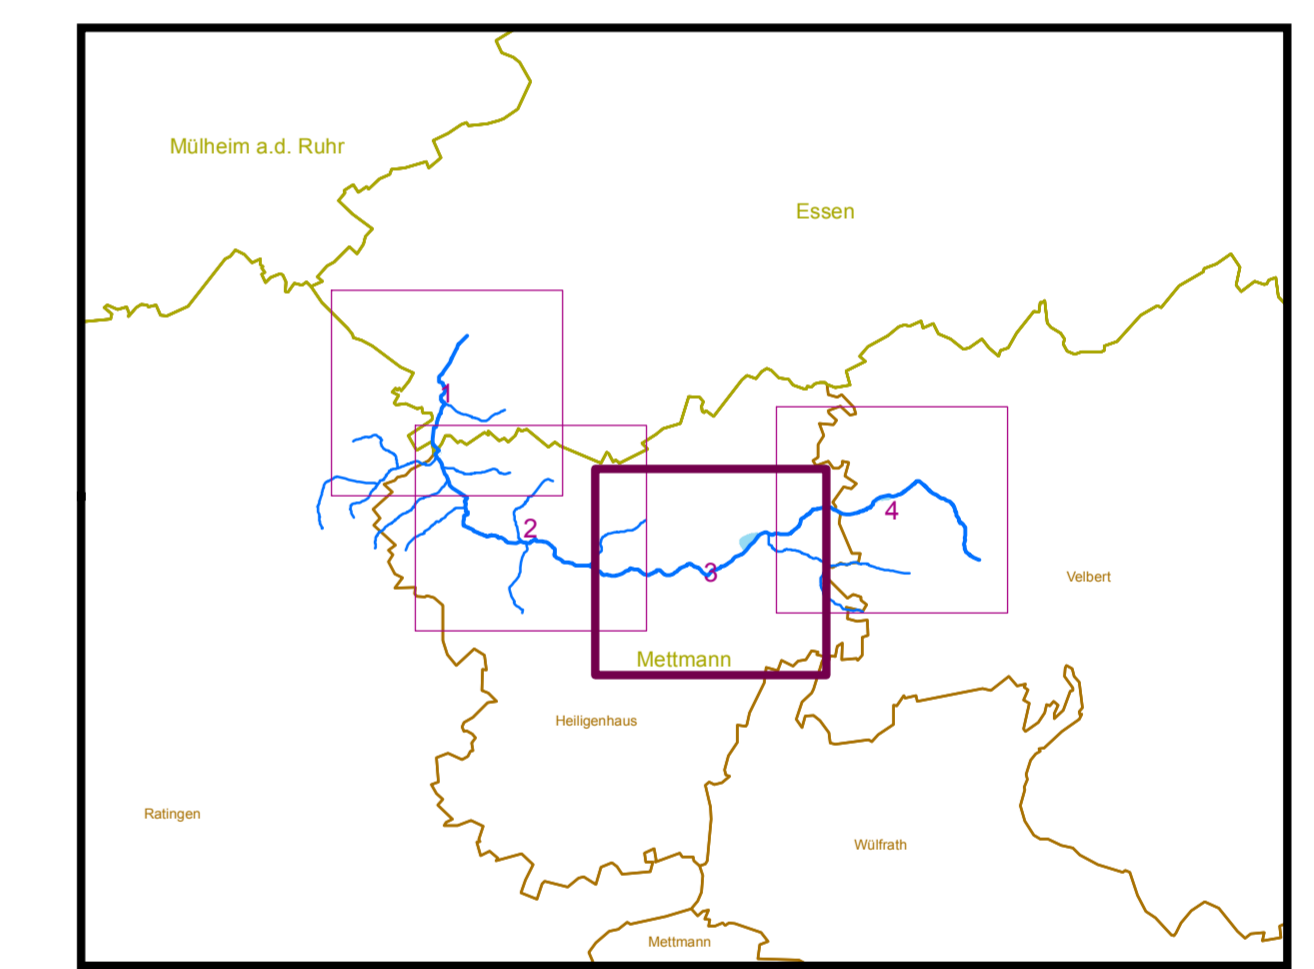 Mülheim a.d. Ruhr
Essen
1
4
2
3
Velbert
Mettmann
Heiligenhaus
Ratingen
Wülfrath
Mettmann